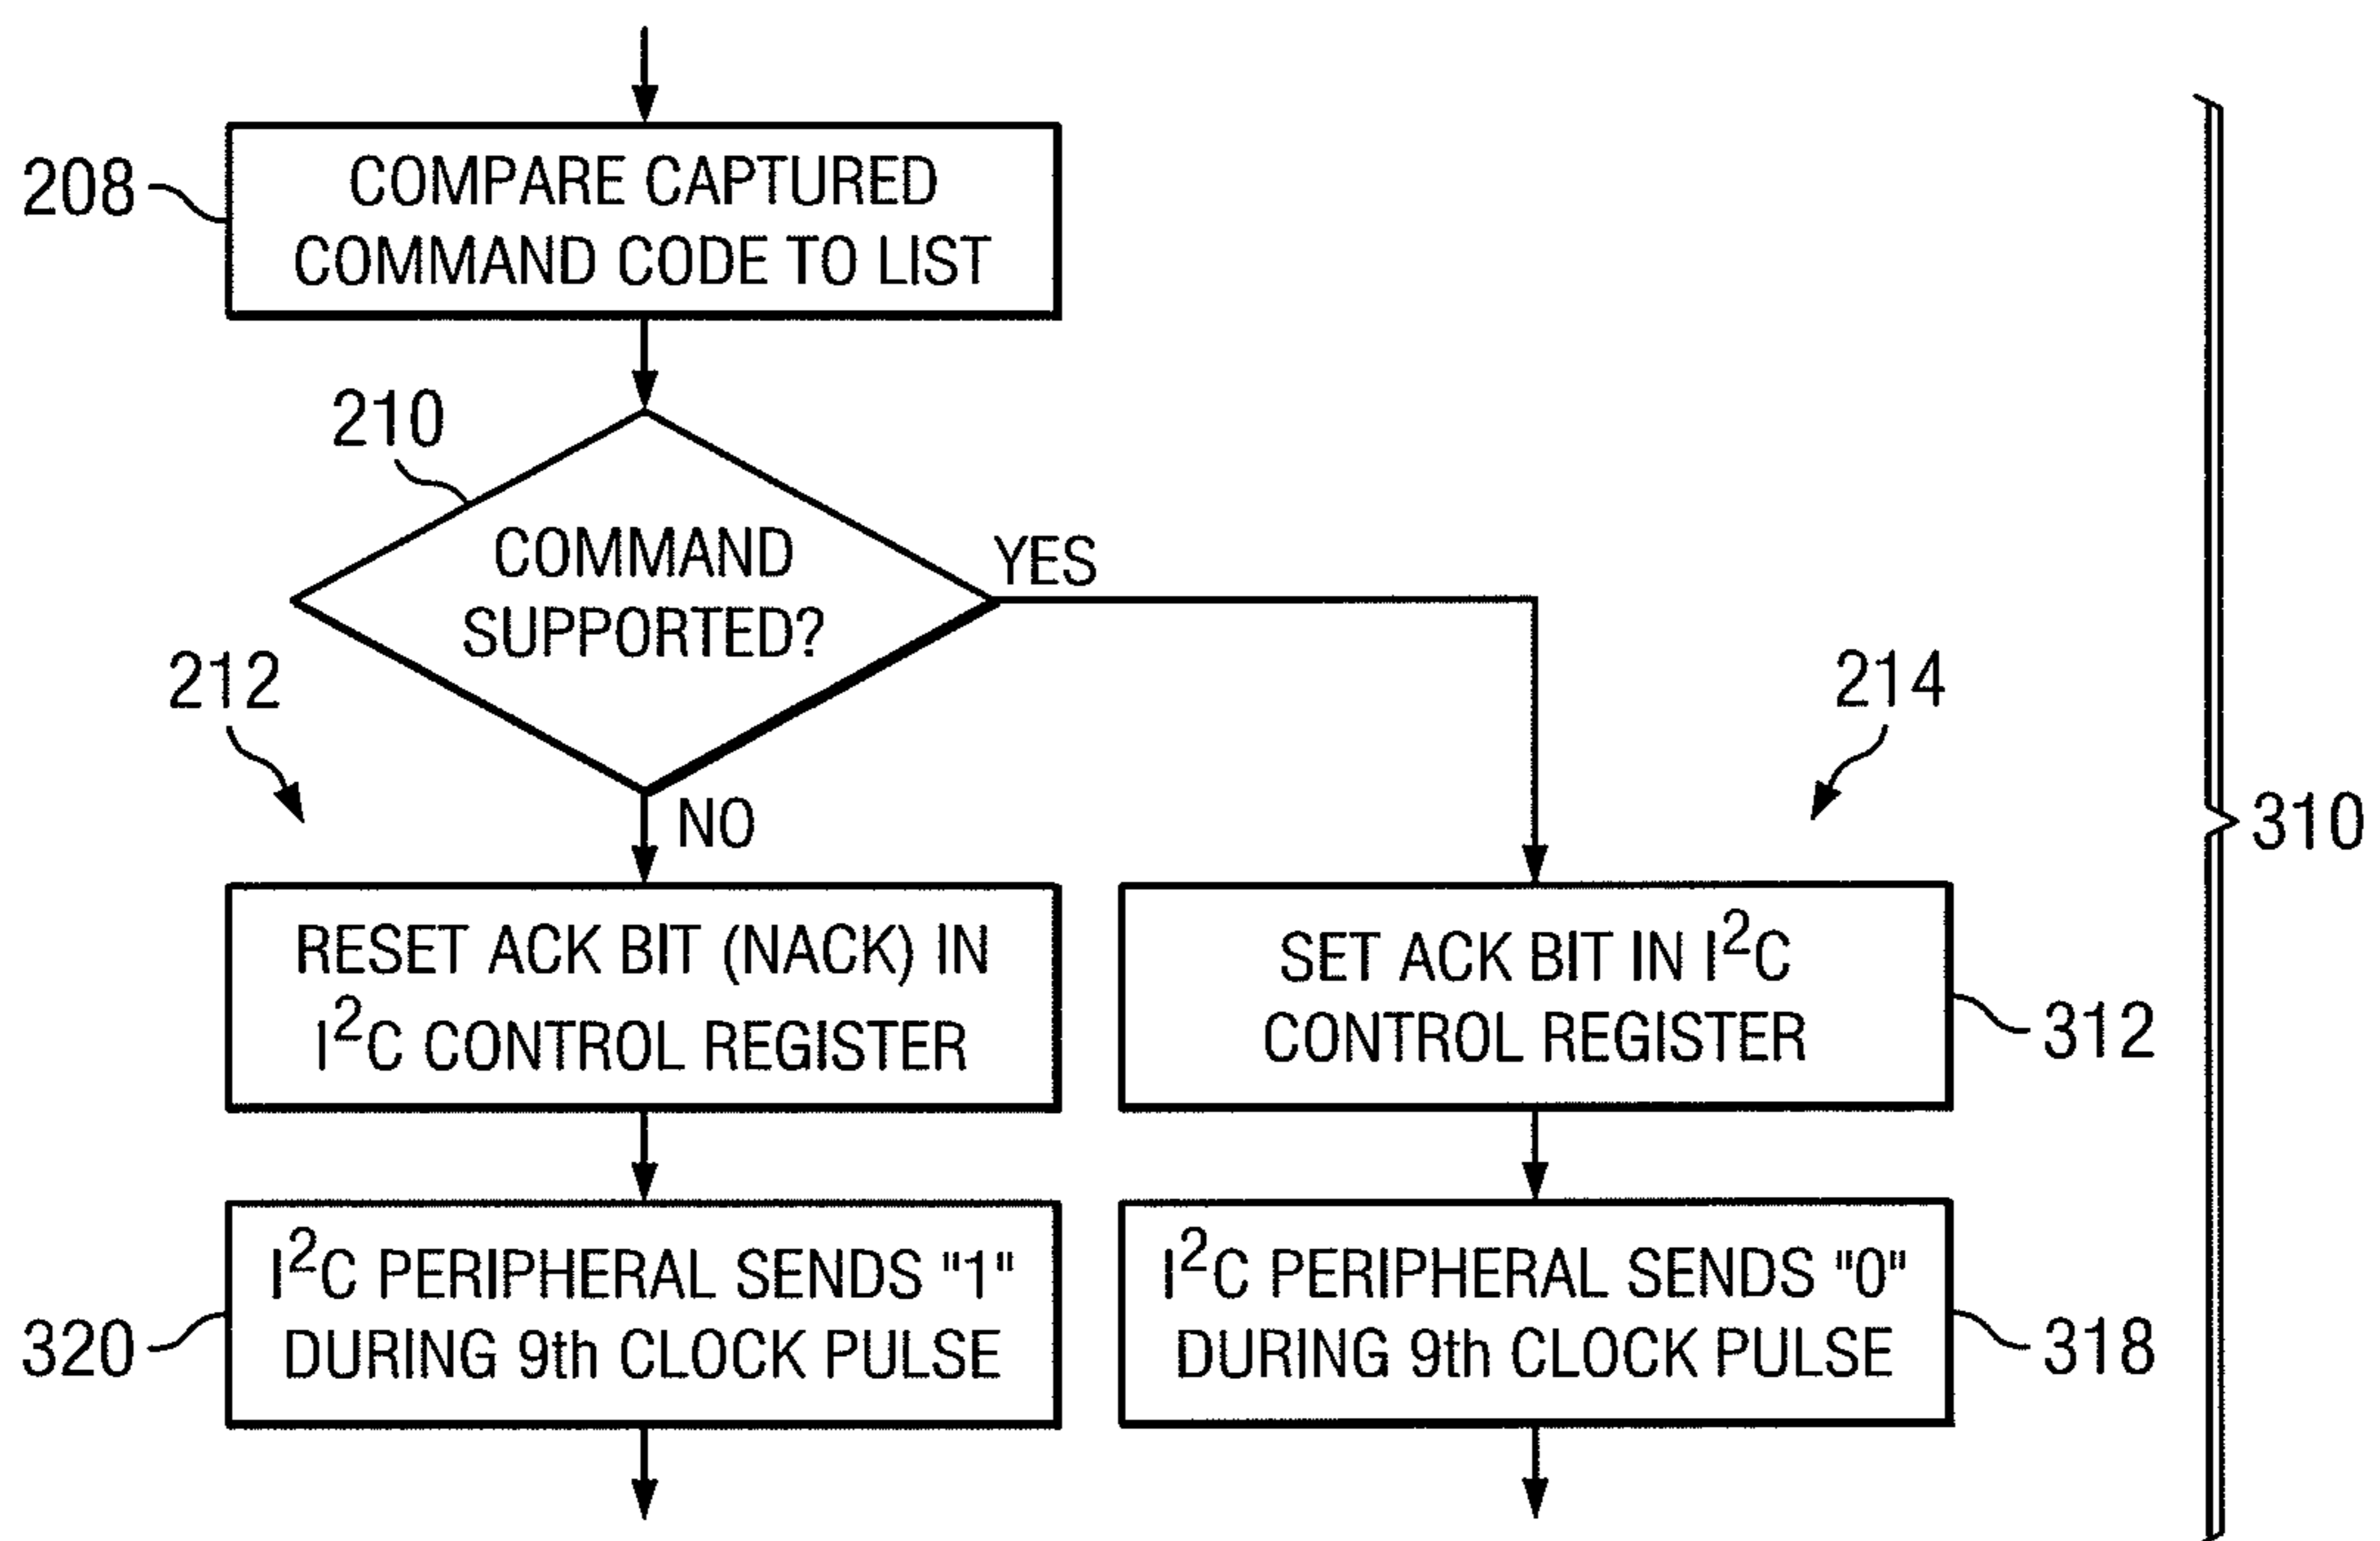 208
COMPARE CAPTURED
COMMAND CODE TO LIST
210
COMMAND
SUPPORTED?
YES
212
214
NO
310
RESET ACK BIT (NACK) IN
I²C CONTROL REGISTER
SET ACK BIT IN I²C
CONTROL REGISTER
312
320
I²C PERIPHERAL SENDS "1"
DURING 9th CLOCK PULSE
I²C PERIPHERAL SENDS "0"
DURING 9th CLOCK PULSE
318